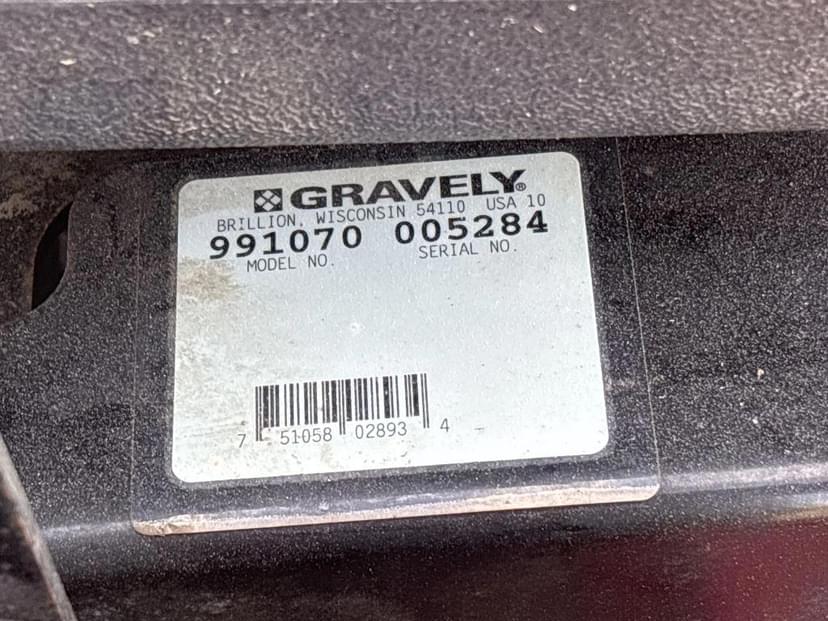 GRAVELY®
BRILLION, WISCONSIN 54110 USA 10
991070 005284
MODEL NO. SERIAL NO.
7 51058 02893 4